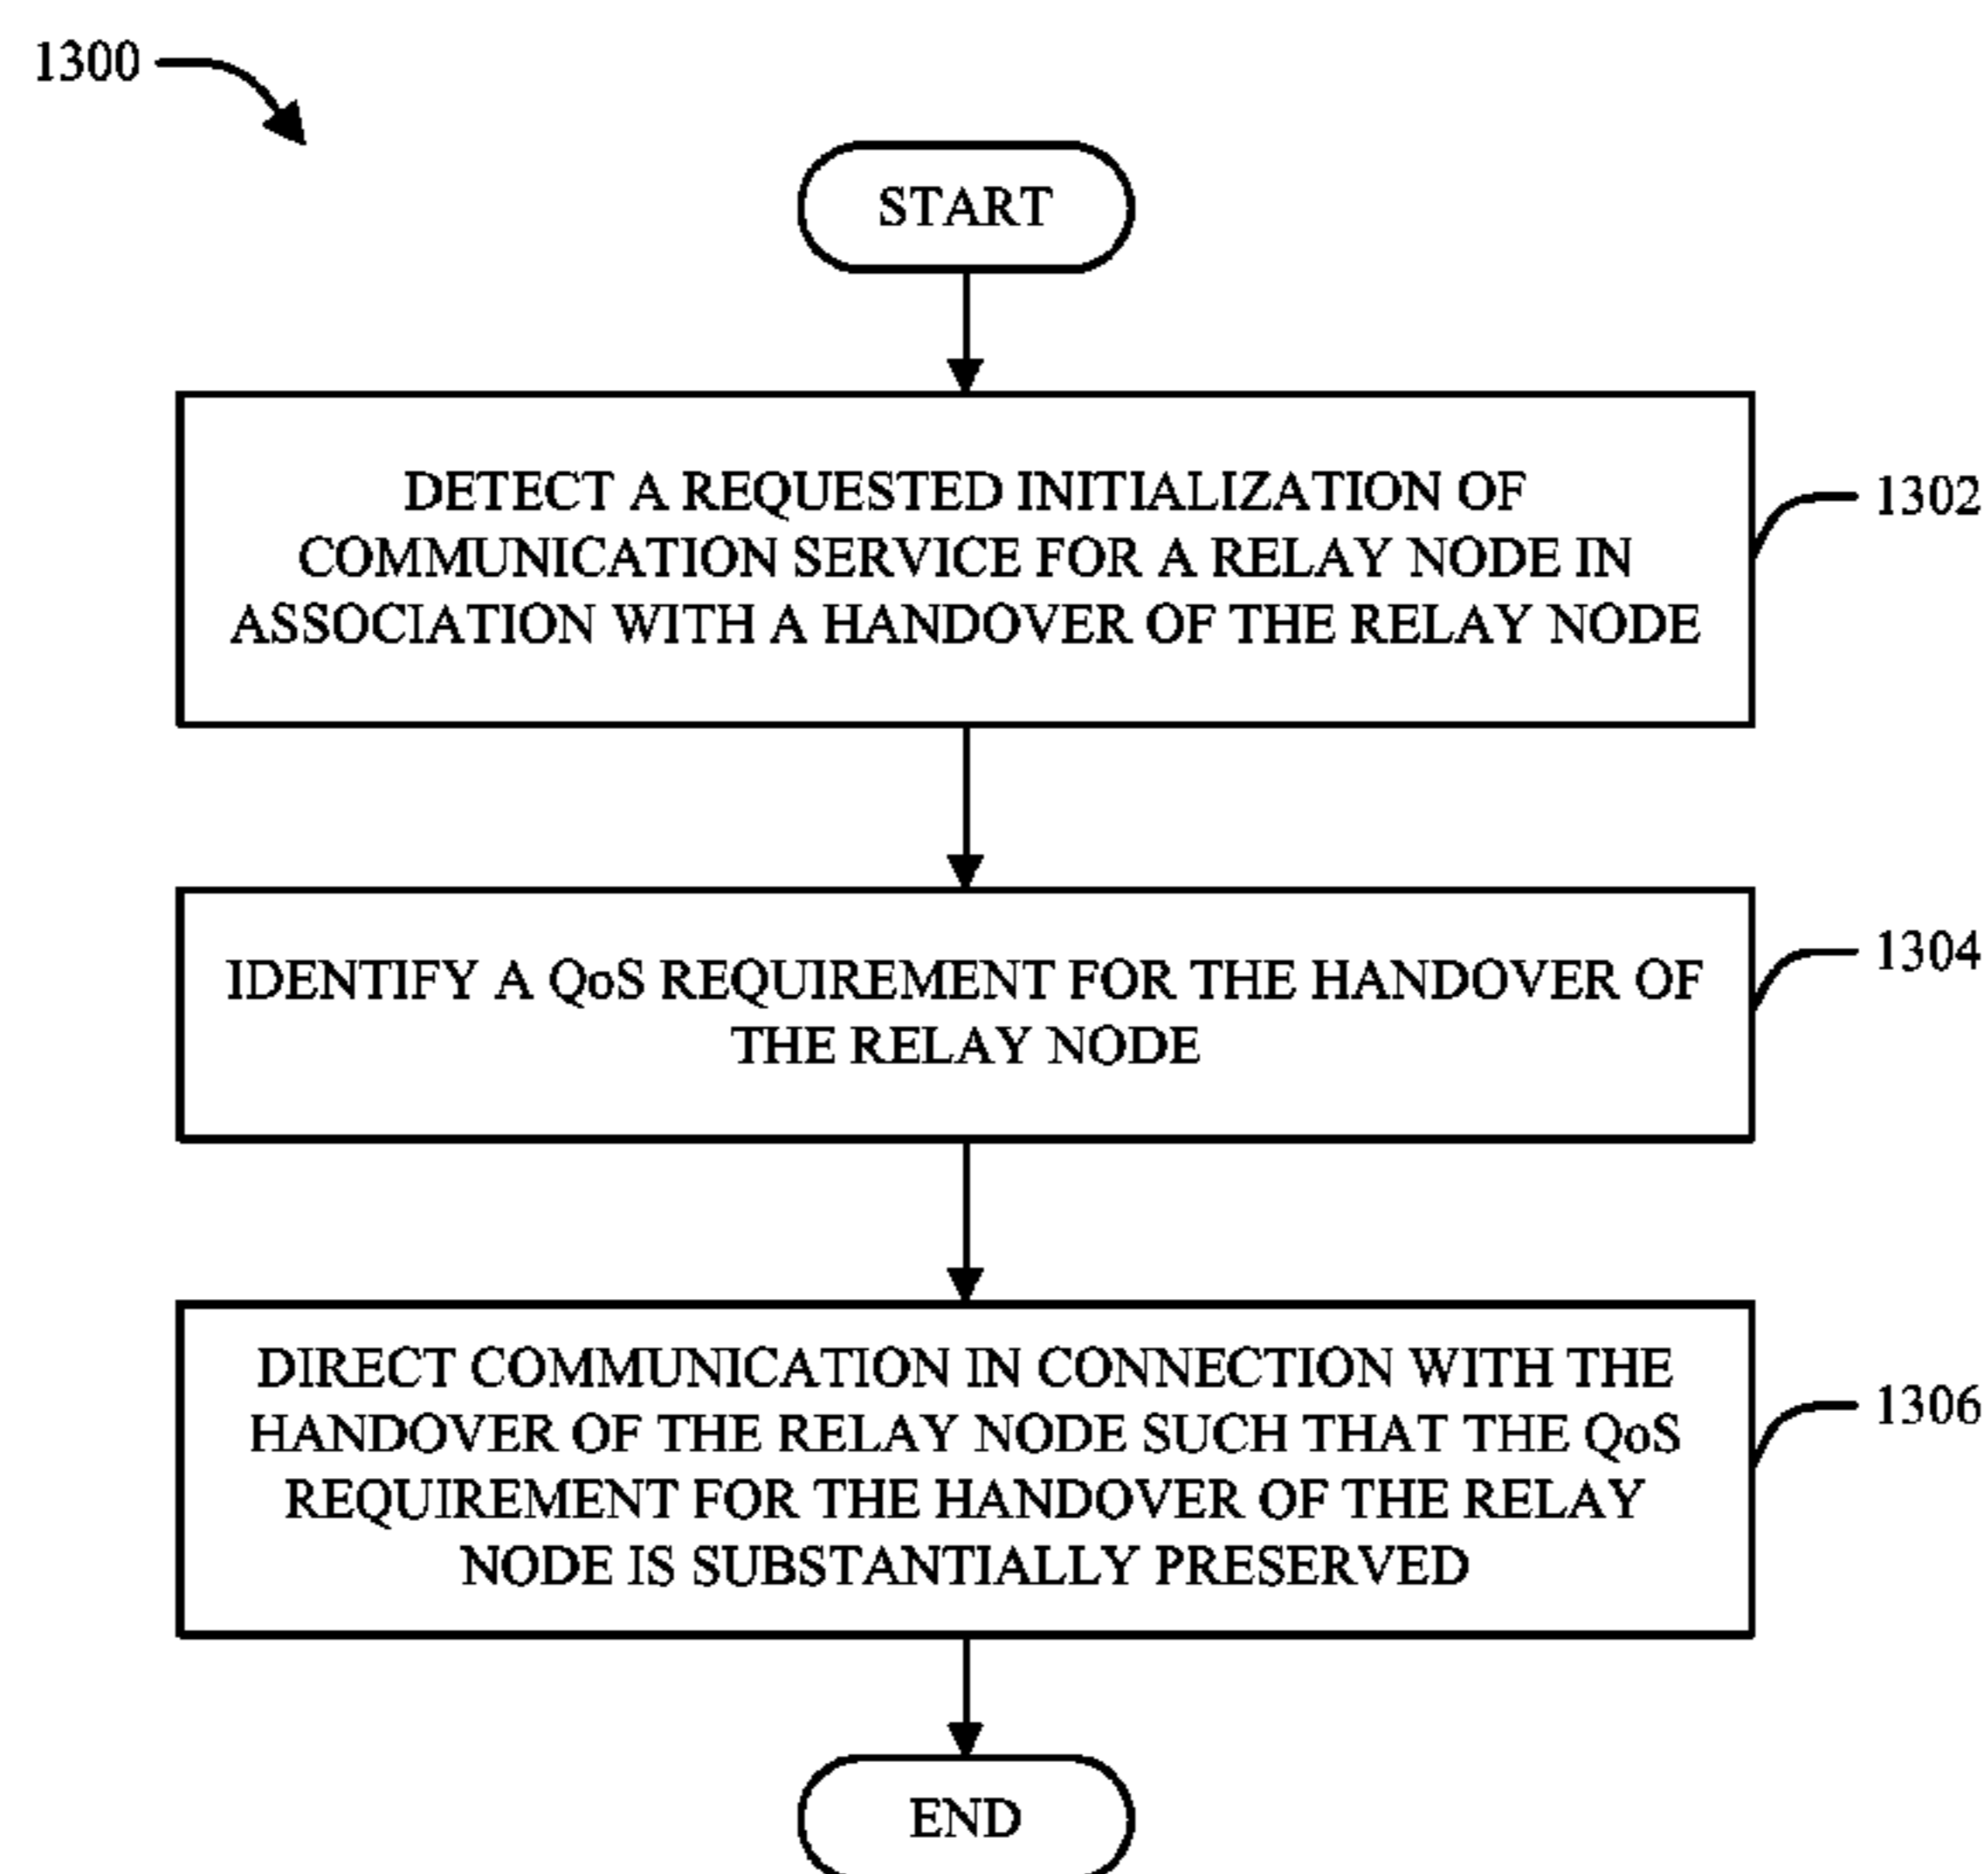 1300
START
DETECT A REQUESTED INITIALIZATION OF
COMMUNICATION SERVICE FOR A RELAY NODE IN
ASSOCIATION WITH A HANDOVER OF THE RELAY NODE
1302
IDENTIFY A QoS REQUIREMENT FOR THE HANDOVER OF
THE RELAY NODE
1304
DIRECT COMMUNICATION IN CONNECTION WITH THE
HANDOVER OF THE RELAY NODE SUCH THAT THE QoS
REQUIREMENT FOR THE HANDOVER OF THE RELAY
NODE IS SUBSTANTIALLY PRESERVED
1306
END